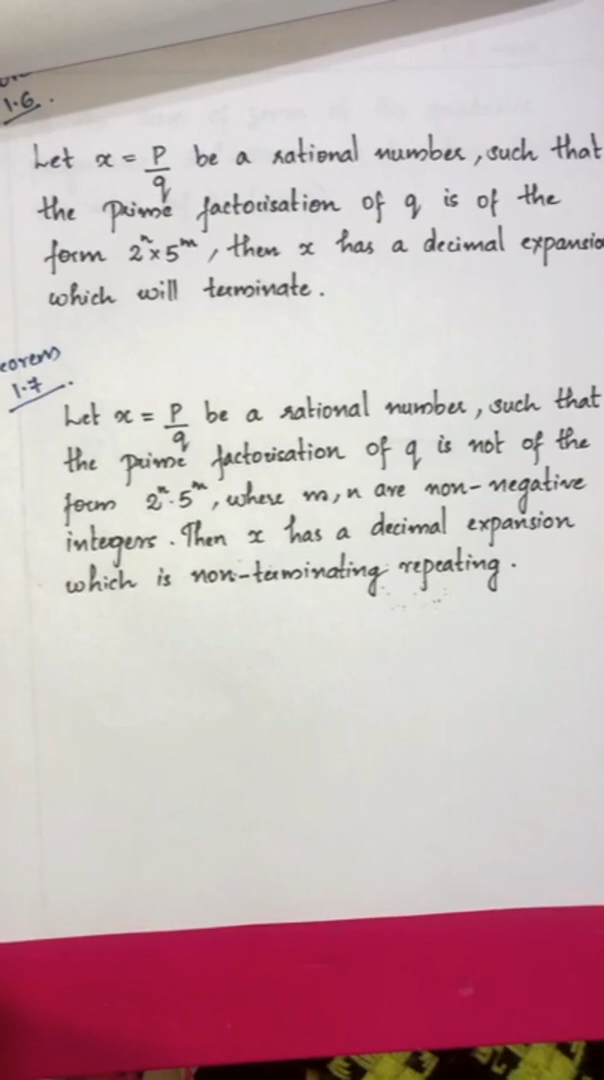 1.6.
Let x = p/q be a rational number, such that
the prime factorisation of q is of the
form 2ⁿ×5ᵐ, then x has a decimal expansio
which will terminate.
eorem
1.7.
Let x = p/q be a rational number, such that
the prime factorisation of q is not of the
form 2ⁿ·5ᵐ, where m, n are non-negative
integers. Then x has a decimal expansion
which is non-terminating repeating.